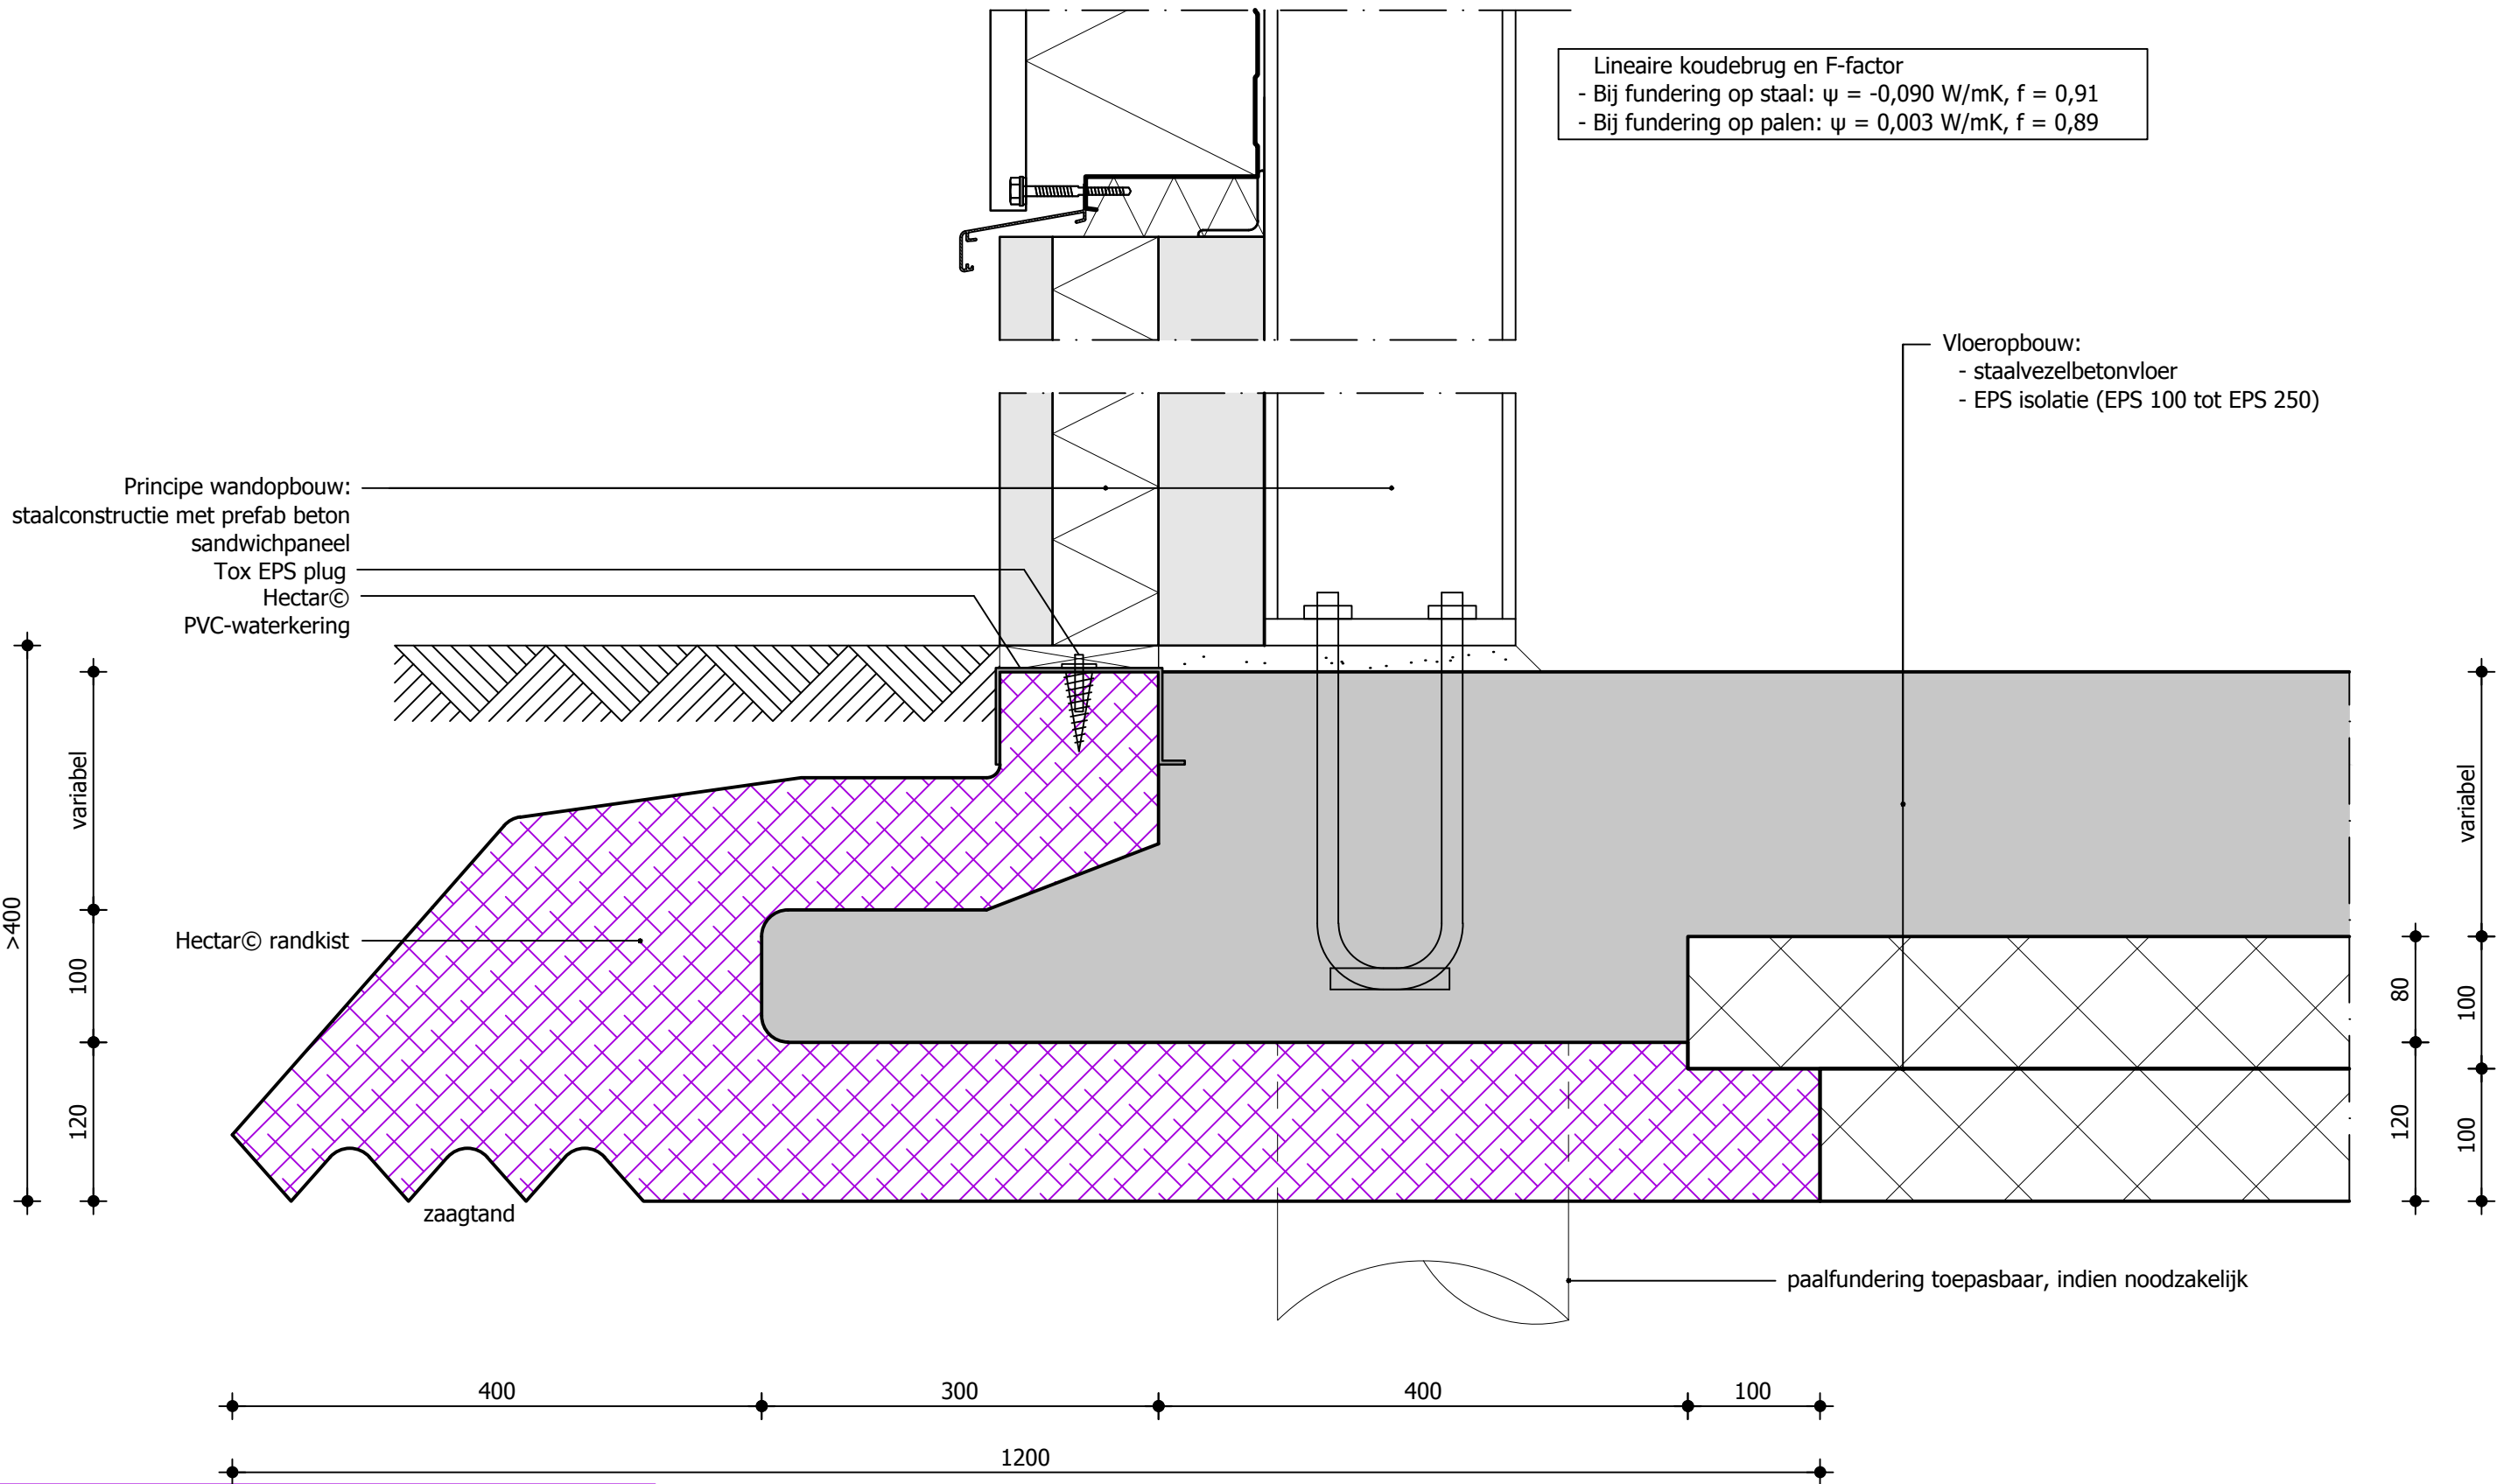 Lineaire koudebrug en F-factor
- Bij fundering op staal: ψ = -0,090 W/mK, f = 0,91
- Bij fundering op palen: ψ = 0,003 W/mK, f = 0,89
Vloeropbouw:
- staalvezelbetonvloer
- EPS isolatie (EPS 100 tot EPS 250)
Principe wandopbouw:
staalconstructie met prefab beton
sandwichpaneel
Tox EPS plug
Hectar©
PVC-waterkering
>400
variabel
100
120
Hectar© randkist
variabel
80
100
120
100
zaagtand
paalfundering toepasbaar, indien noodzakelijk
400
300
400
100
1200